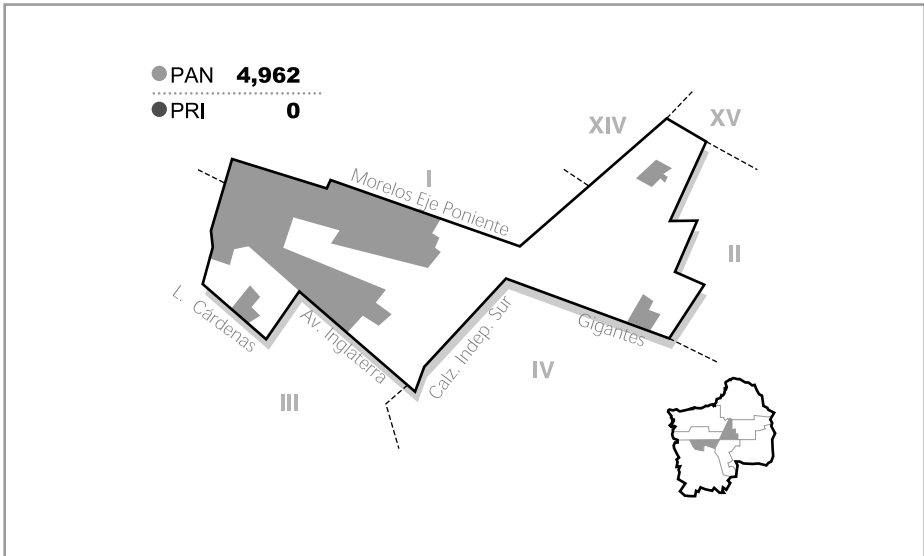 PAN 4,962
PRI 0
XIV
XV
I
Morelos Eje Poniente
II
L. Cárdenas
Av. Inglaterra
Calz. Indep. Sur
Gigantes
IV
III